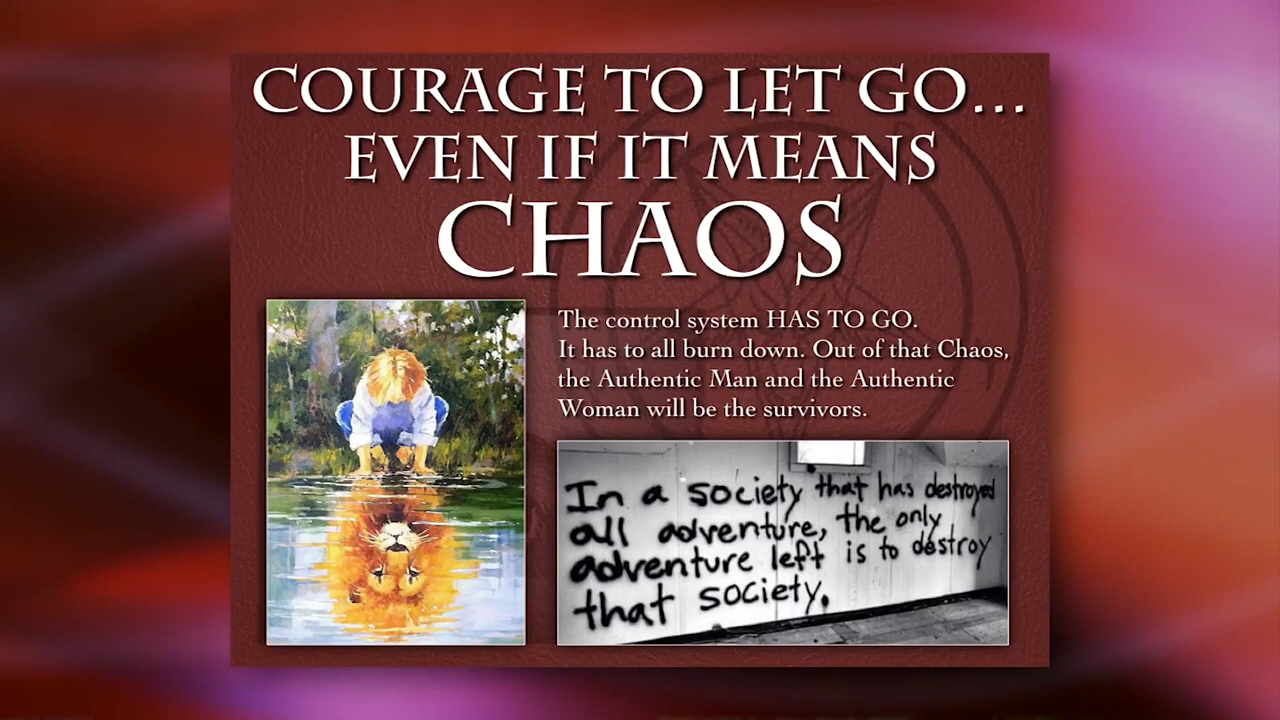 COURAGE TO LET GO...
EVEN IF IT MEANS
CHAOS
The control system HAS TO GO.
It has to all burn down. Out of that Chaos,
the Authentic Man and the Authentic
Woman will be the survivors.
In a society that has destroyed
all adventure, the only
adventure left is to destroy
that society.